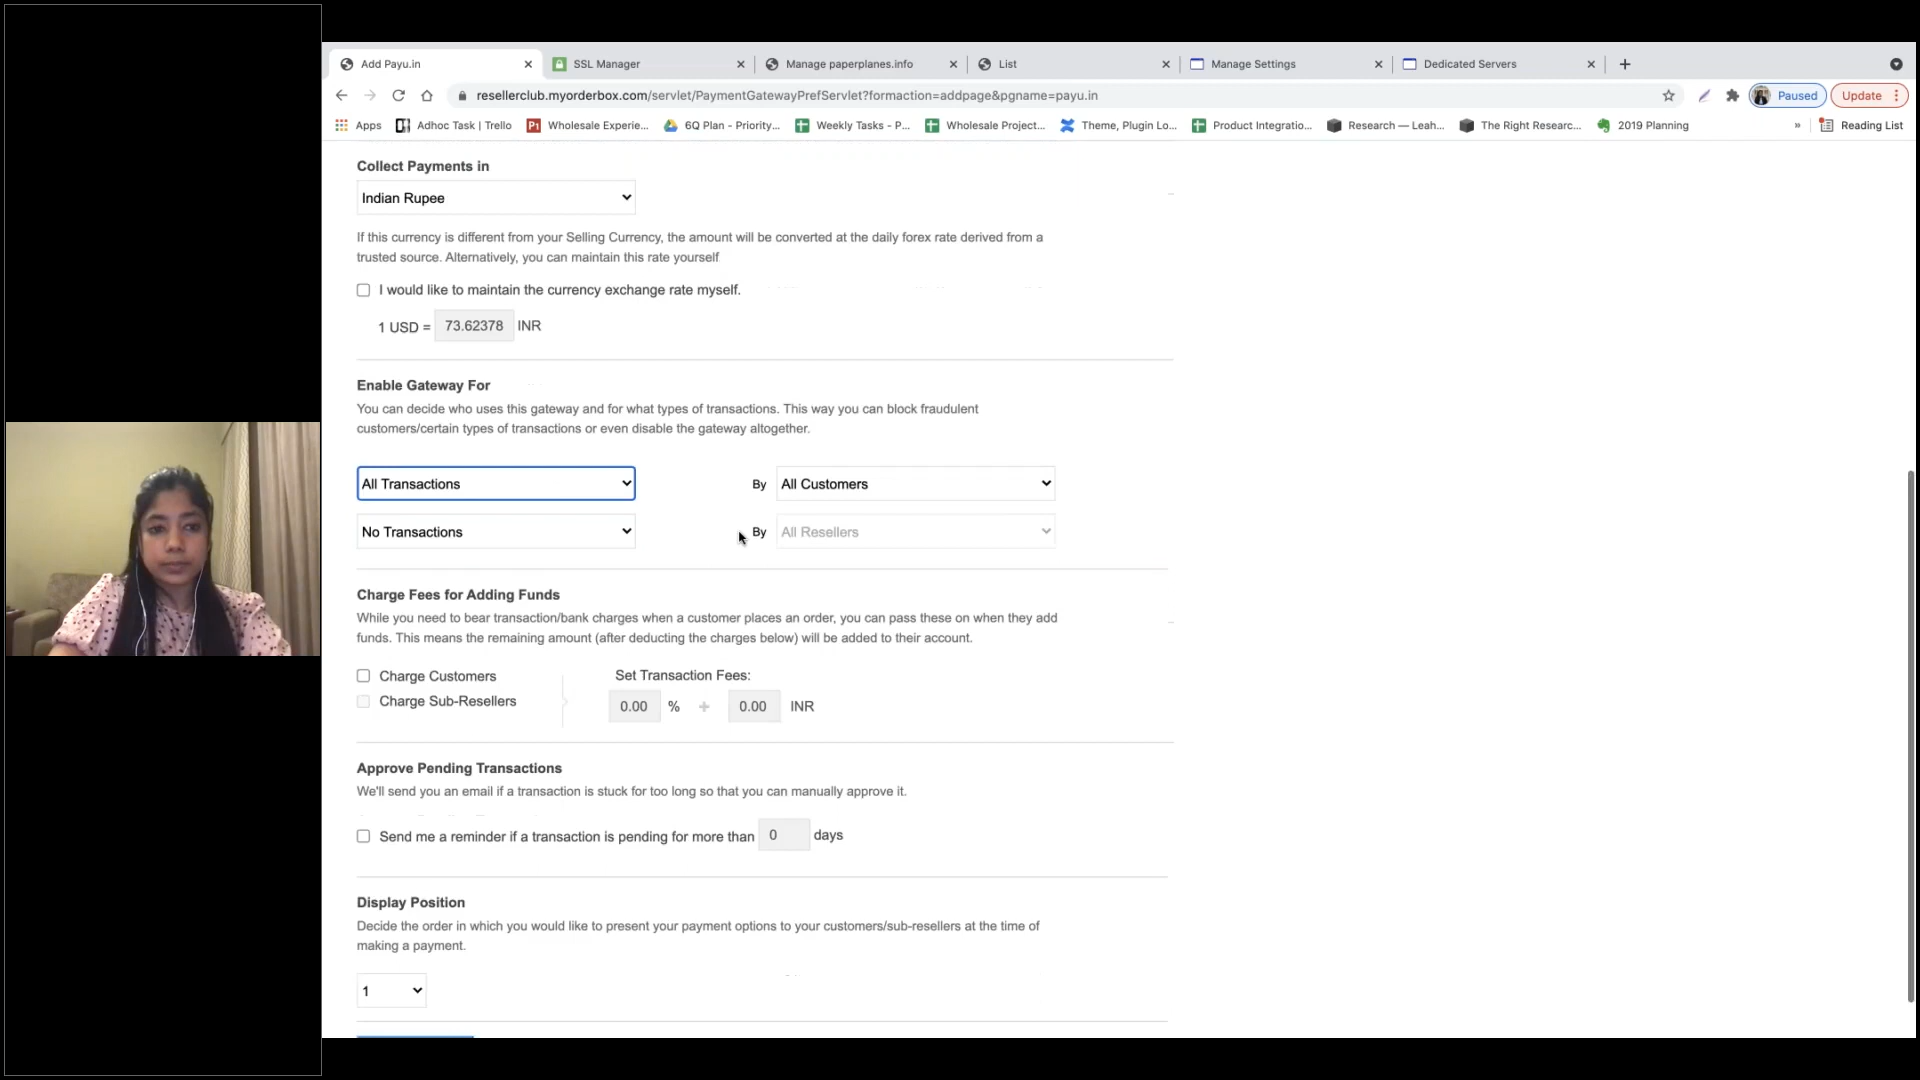 Add Payu.in
SSL Manager
Manage paperplanes.info
List
Manage Settings
Dedicated Servers
resellerclub.myorderbox.com/servlet/PaymentGatewayPrefServlet?formaction=addpage&pgname=payu.in
Paused
Update
Apps
Adhoc Task | Trello
Wholesale Experie...
6Q Plan - Priority...
Weekly Tasks - P...
Wholesale Project...
Theme, Plugin Lo...
Product Integratio...
Research — Leah...
The Right Researc...
2019 Planning
»
Reading List
Collect Payments in
Indian Rupee
If this currency is different from your Selling Currency, the amount will be converted at the daily forex rate derived from a
trusted source. Alternatively, you can maintain this rate yourself
I would like to maintain the currency exchange rate myself.
1 USD = 73.62378 INR
Enable Gateway For
You can decide who uses this gateway and for what types of transactions. This way you can block fraudulent
customers/certain types of transactions or even disable the gateway altogether.
All Transactions By All Customers
No Transactions By All Resellers
Charge Fees for Adding Funds
While you need to bear transaction/bank charges when a customer places an order, you can pass these on when they add
funds. This means the remaining amount (after deducting the charges below) will be added to their account.
Charge Customers
Charge Sub-Resellers
Set Transaction Fees:
0.00 % + 0.00 INR
Approve Pending Transactions
We'll send you an email if a transaction is stuck for too long so that you can manually approve it.
Send me a reminder if a transaction is pending for more than 0 days
Display Position
Decide the order in which you would like to present your payment options to your customers/sub-resellers at the time of
making a payment.
1